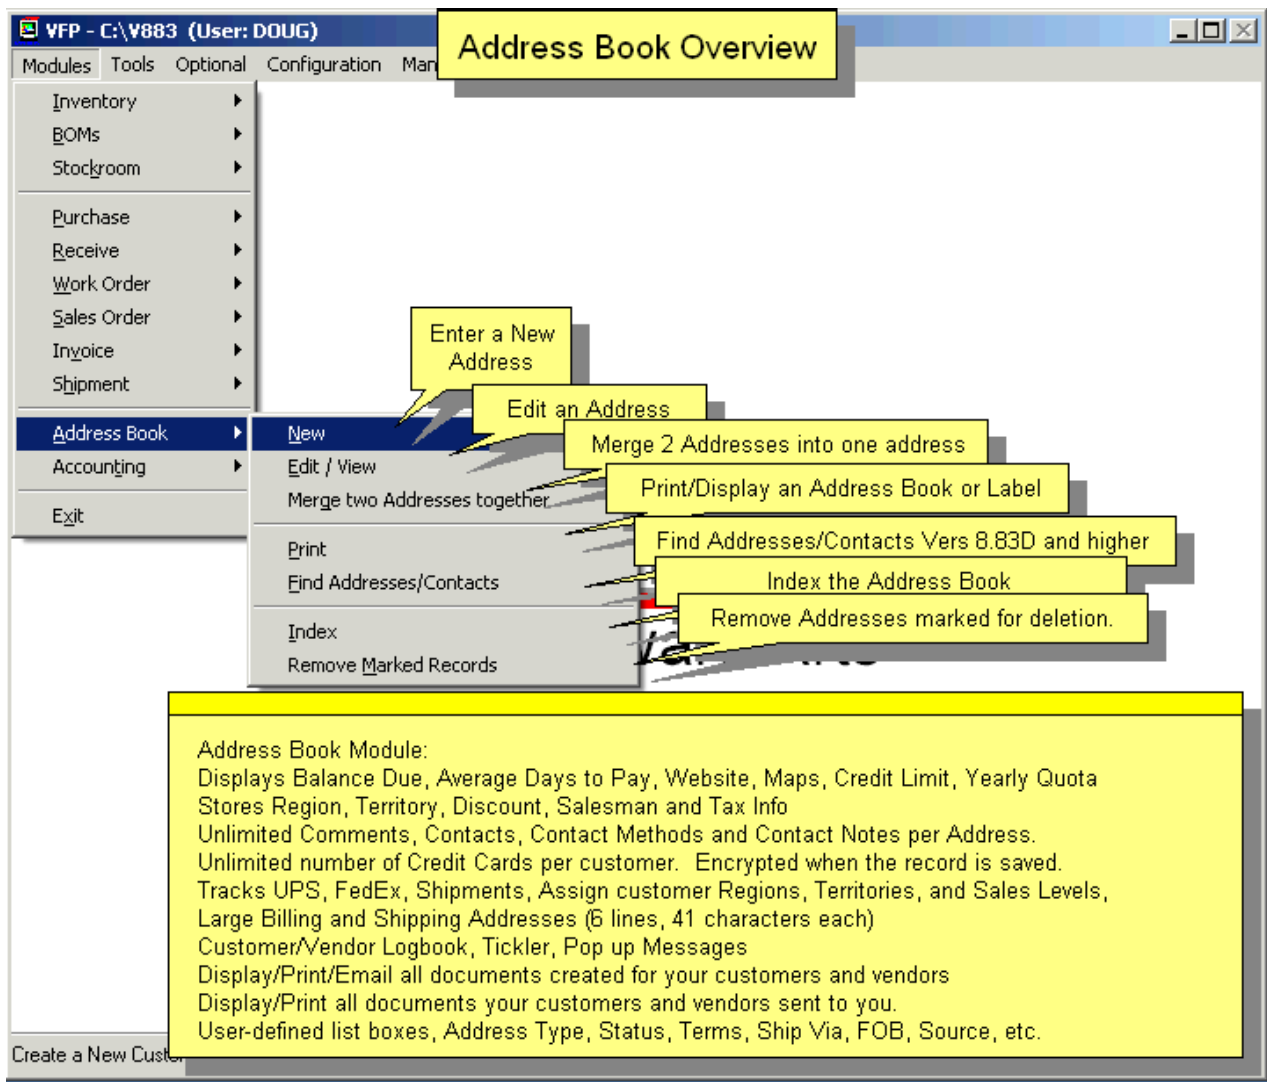 VFP - C:\V883 (User: DOUG)
Address Book Overview
Modules Tools Optional Configuration
Inventory
BOMs
Stockroom
Purchase
Receive
Work Order
Sales Order
Invoice
Shipment
Address Book
Accounting
Exit
New
Edit / View
Merge two Addresses together
Print
Find Addresses/Contacts
Index
Remove Marked Records
Enter a New
Address
Edit an Address
Merge 2 Addresses into one address
Print/Display an Address Book or Label
Find Addresses/Contacts Vers 8.83D and higher
Index the Address Book
Remove Addresses marked for deletion.
Address Book Module:
Displays Balance Due, Average Days to Pay, Website, Maps, Credit Limit, Yearly Quota
Stores Region, Territory, Discount, Salesman and Tax Info
Unlimited Comments, Contacts, Contact Methods and Contact Notes per Address.
Unlimited number of Credit Cards per customer.  Encrypted when the record is saved.
Tracks UPS, FedEx, Shipments, Assign customer Regions, Territories, and Sales Levels,
Large Billing and Shipping Addresses (6 lines, 41 characters each)
Customer/Vendor Logbook, Tickler, Pop up Messages
Display/Print/Email all documents created for your customers and vendors
Display/Print all documents your customers and vendors sent to you.
User-defined list boxes, Address Type, Status, Terms, Ship Via, FOB, Source, etc.
Create a New